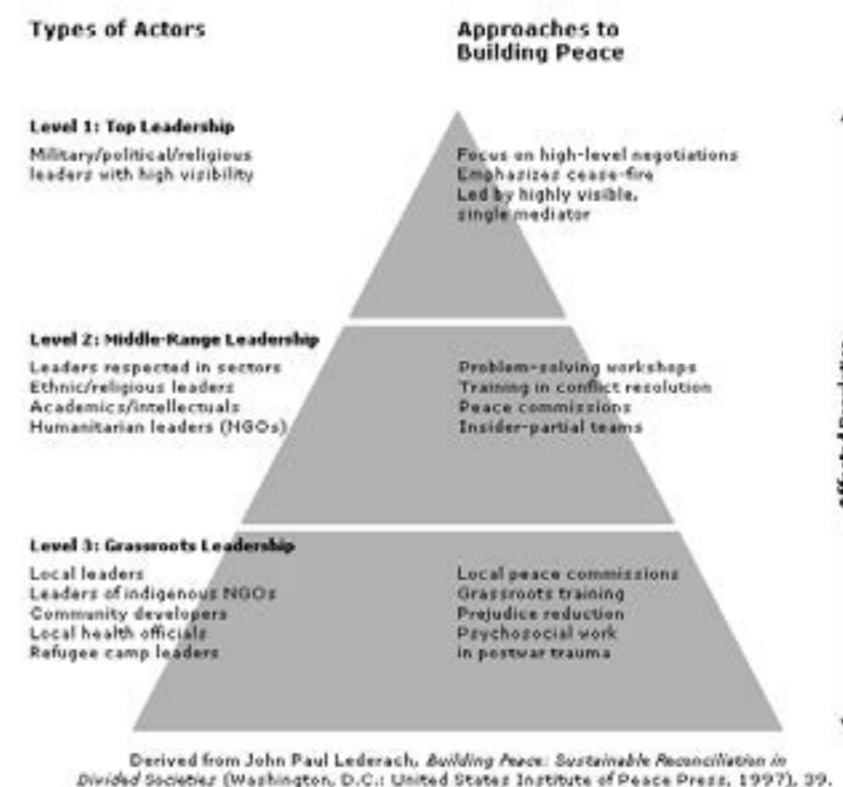 Types of Actors
Approaches to
Building Peace
Level 1: Top Leadership
Military/political/religious
leaders with high visibility
Focus on high-level negotiations
Emphasizes cease-fire
Led by highly visible,
single mediator
Level 2: Middle-Range Leadership
Leaders respected in sectors
Ethnic/religious leaders
Academics/intellectuals
Humanitarian leaders (NGOs)
Problem-solving workshops
Training in conflict resolution
Peace commissions
Insider-partial teams
Level 3: Grassroots Leadership
Local leaders
Leaders of indigenous NGOs
Community developers
Local health officials
Refugee camp leaders
Local peace commissions
Grassroots training
Prejudice reduction
Psychosocial work
in postwar trauma
Derived from John Paul Lederach, Building Peace: Sustainable Reconciliation in
Divided Societies (Washington, D.C.: United States Institute of Peace Press, 1997), 39.